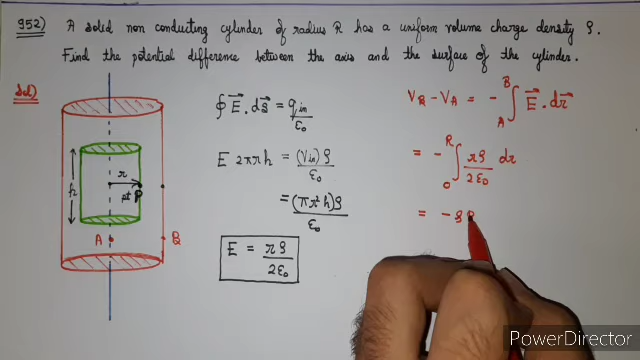 952) A solid non conducting cylinder of radius R has a uniform volume charge density ρ.
Find the potential difference between the axis and the surface of the cylinder.
Sol)
∮ E⃗ . ds⃗ = q_in / ε₀
E 2πrh = (V_in) ρ / ε₀
= (πr²h) ρ / ε₀
E = rρ / 2ε₀
h
r
pt P
A
B
V_B - V_A = - ∫_A^B E⃗ . dr⃗
= - ∫_0^R rρ / 2ε₀ dr
= - ρ
PowerDirector